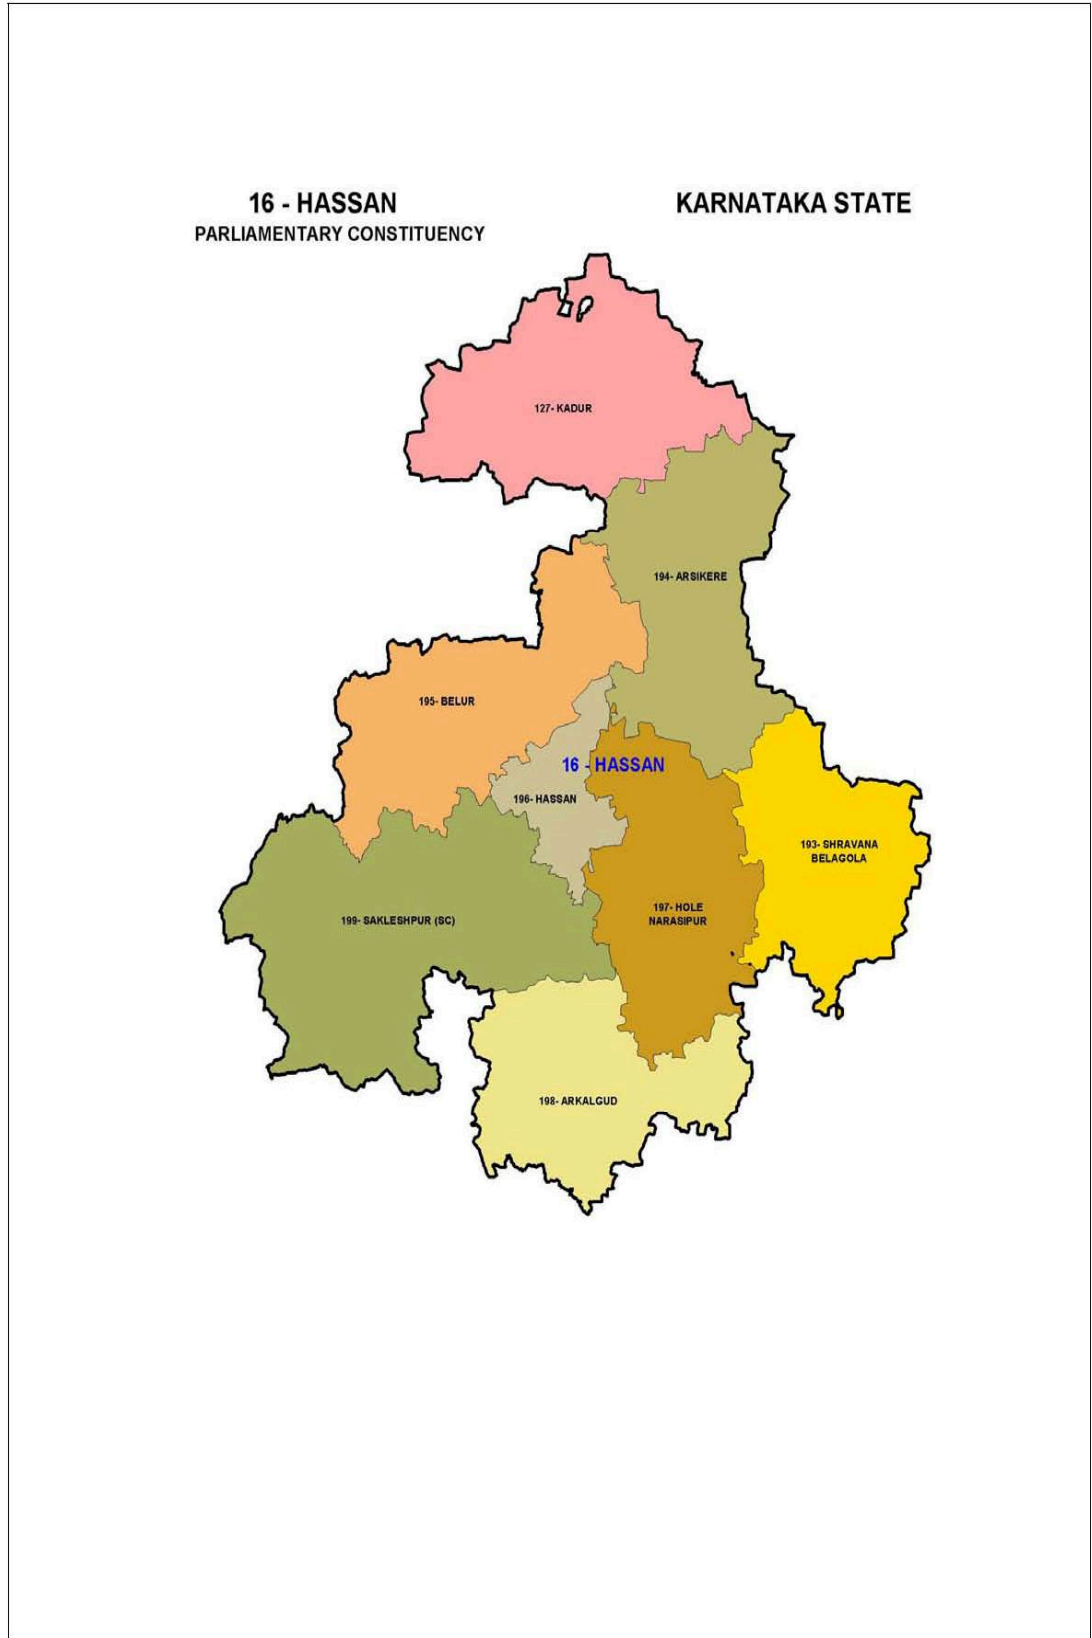 16 - HASSAN
PARLIAMENTARY CONSTITUENCY
KARNATAKA STATE
127- KADUR
194- ARSIKERE
195- BELUR
16 - HASSAN
196- HASSAN
193- SHRAVANA
BELAGOLA
197- HOLE
NARASIPUR
199- SAKLESHPUR (SC)
198- ARKALGUD